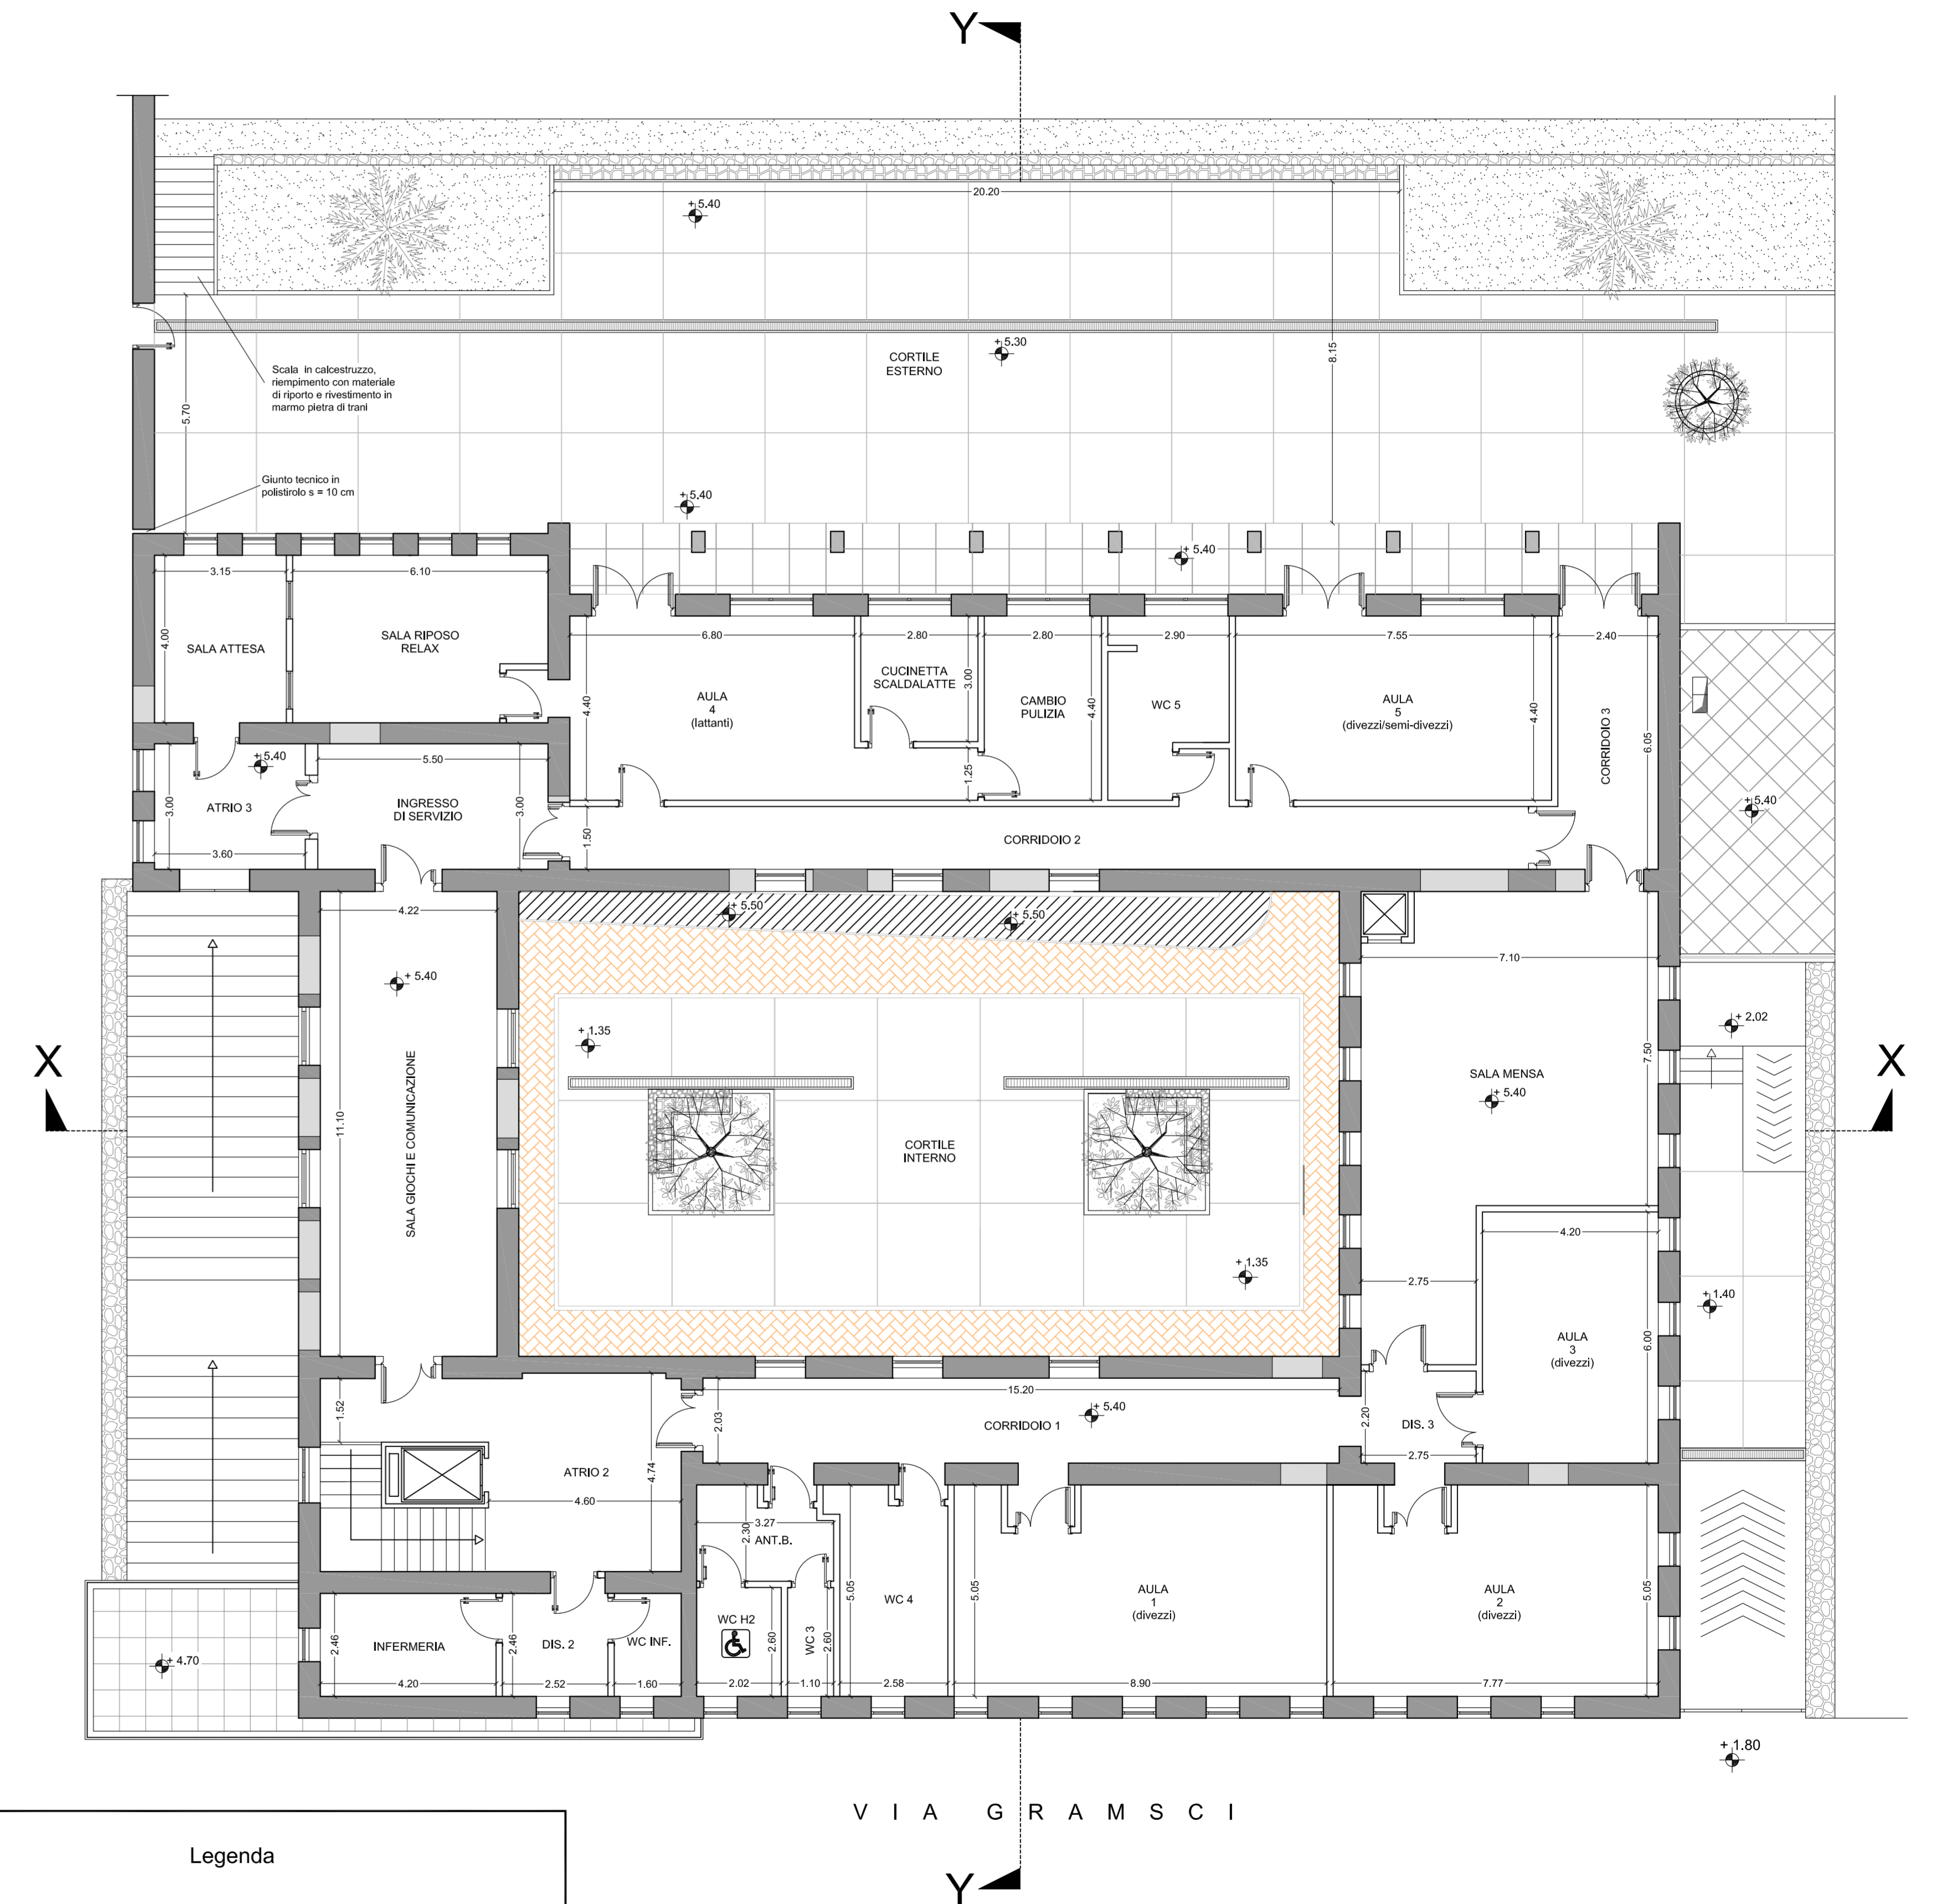 Y
20.20
+ 5.40
+ 5.30
CORTILE
ESTERNO
8.15
Scala in calcestruzzo,
riempimento con materiale
di riporto e rivestimento in
marmo pietra di trani
5.70
Giunto tecnico in
polistirolo s = 10 cm
+ 5.40
+ 5.40
3.15
6.10
4.00
SALA ATTESA
SALA RIPOSO
RELAX
6.80
2.80
2.80
2.90
7.55
2.40
4.40
AULA
4
(lattanti)
CUCINETTA
SCALDALATTE
3.00
CAMBIO
PULIZIA
4.40
WC 5
AULA
5
(divezzi/semi-divezzi)
4.40
CORRIDOIO 3
6.05
1.25
+ 5.40
5.50
ATRIO 3
3.00
3.60
INGRESSO
DI SERVIZIO
3.00
1.50
CORRIDOIO 2
+ 5.40
4.22
+ 5.50
+ 5.50
+ 5.40
7.10
+ 1.35
+ 2.02
X
X
SALA GIOCHI E COMUNICAZIONE
11.10
CORTILE
INTERNO
SALA MENSA
+ 5.40
7.50
4.20
+ 1.35
2.75
+ 1.40
AULA
3
(divezzi)
6.00
1.52
15.20
2.03
CORRIDOIO 1
+ 5.40
2.20
DIS. 3
2.75
ATRIO 2
4.74
4.60
3.27
2.30
ANT.B.
5.05
WC 4
5.05
AULA
1
(divezzi)
AULA
2
(divezzi)
5.05
WC H2
2.60
WC 3
2.60
2.46
INFERMERIA
2.46
DIS. 2
WC INF.
+ 4.70
4.20
2.52
1.60
2.02
1.10
2.58
8.90
7.77
+ 1.80
VIA GRAMSCI
Legenda
Y